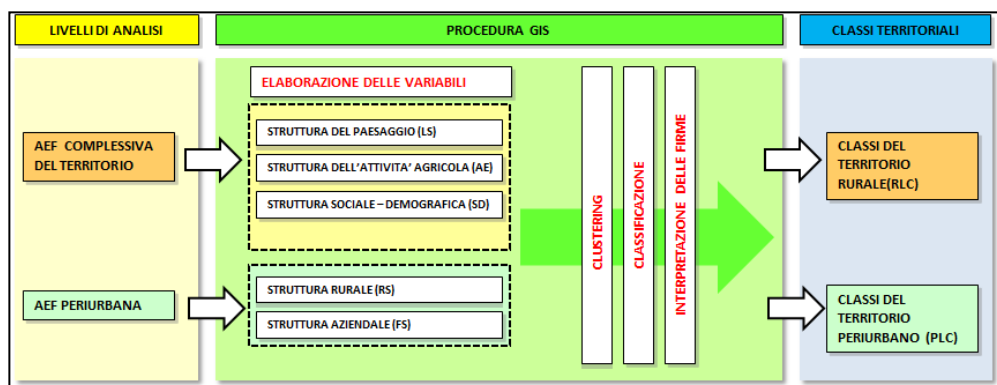 LIVELLI DI ANALISI
PROCEDURA GIS
CLASSI TERRITORIALI
AEF COMPLESSIVA
DEL TERRITORIO
AEF PERIURBANA
ELABORAZIONE DELLE VARIABILI
STRUTTURA DEL PAESAGGIO (LS)
STRUTTURA DELL'ATTIVITA' AGRICOLA (AE)
STRUTTURA SOCIALE – DEMOGRAFICA (SD)
STRUTTURA RURALE (RS)
STRUTTURA AZIENDALE (FS)
CLUSTERING
CLASSIFICAZIONE
INTERPRETAZIONE DELLE FIRME
CLASSI DEL
TERRITORIO
RURALE(RLC)
CLASSI DEL
TERRITORIO
PERIURBANO (PLC)